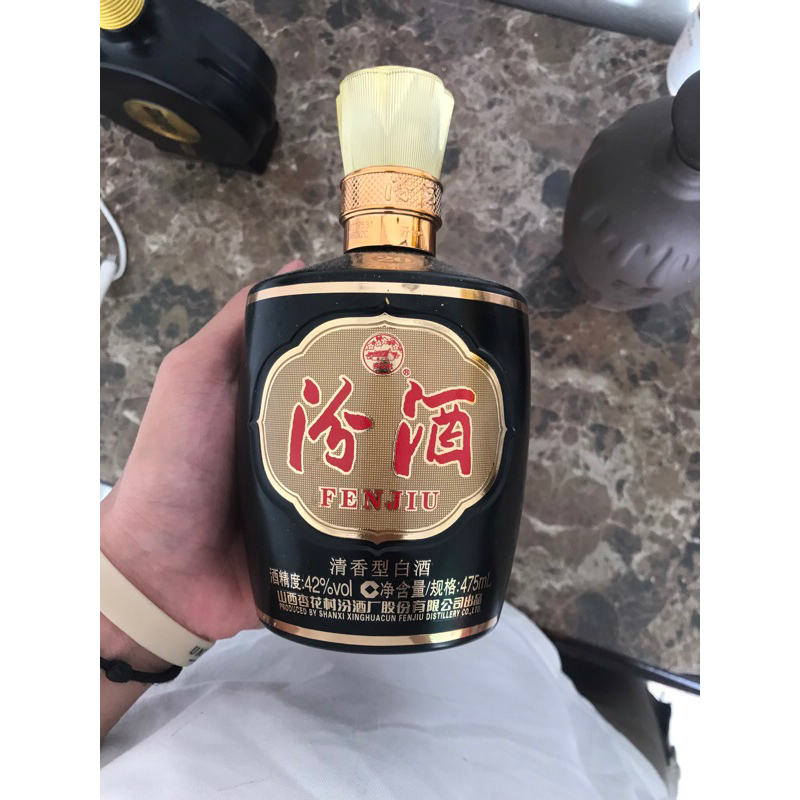 汾酒
®
FENJIU
清香型白酒
酒精度:42%vol C净含量/规格:475mL
山西杏花村汾酒厂股份有限公司出品
PRODUCED BY SHANXI XINGHUACUN FENJIU DISTILLERY CO.,LTD.